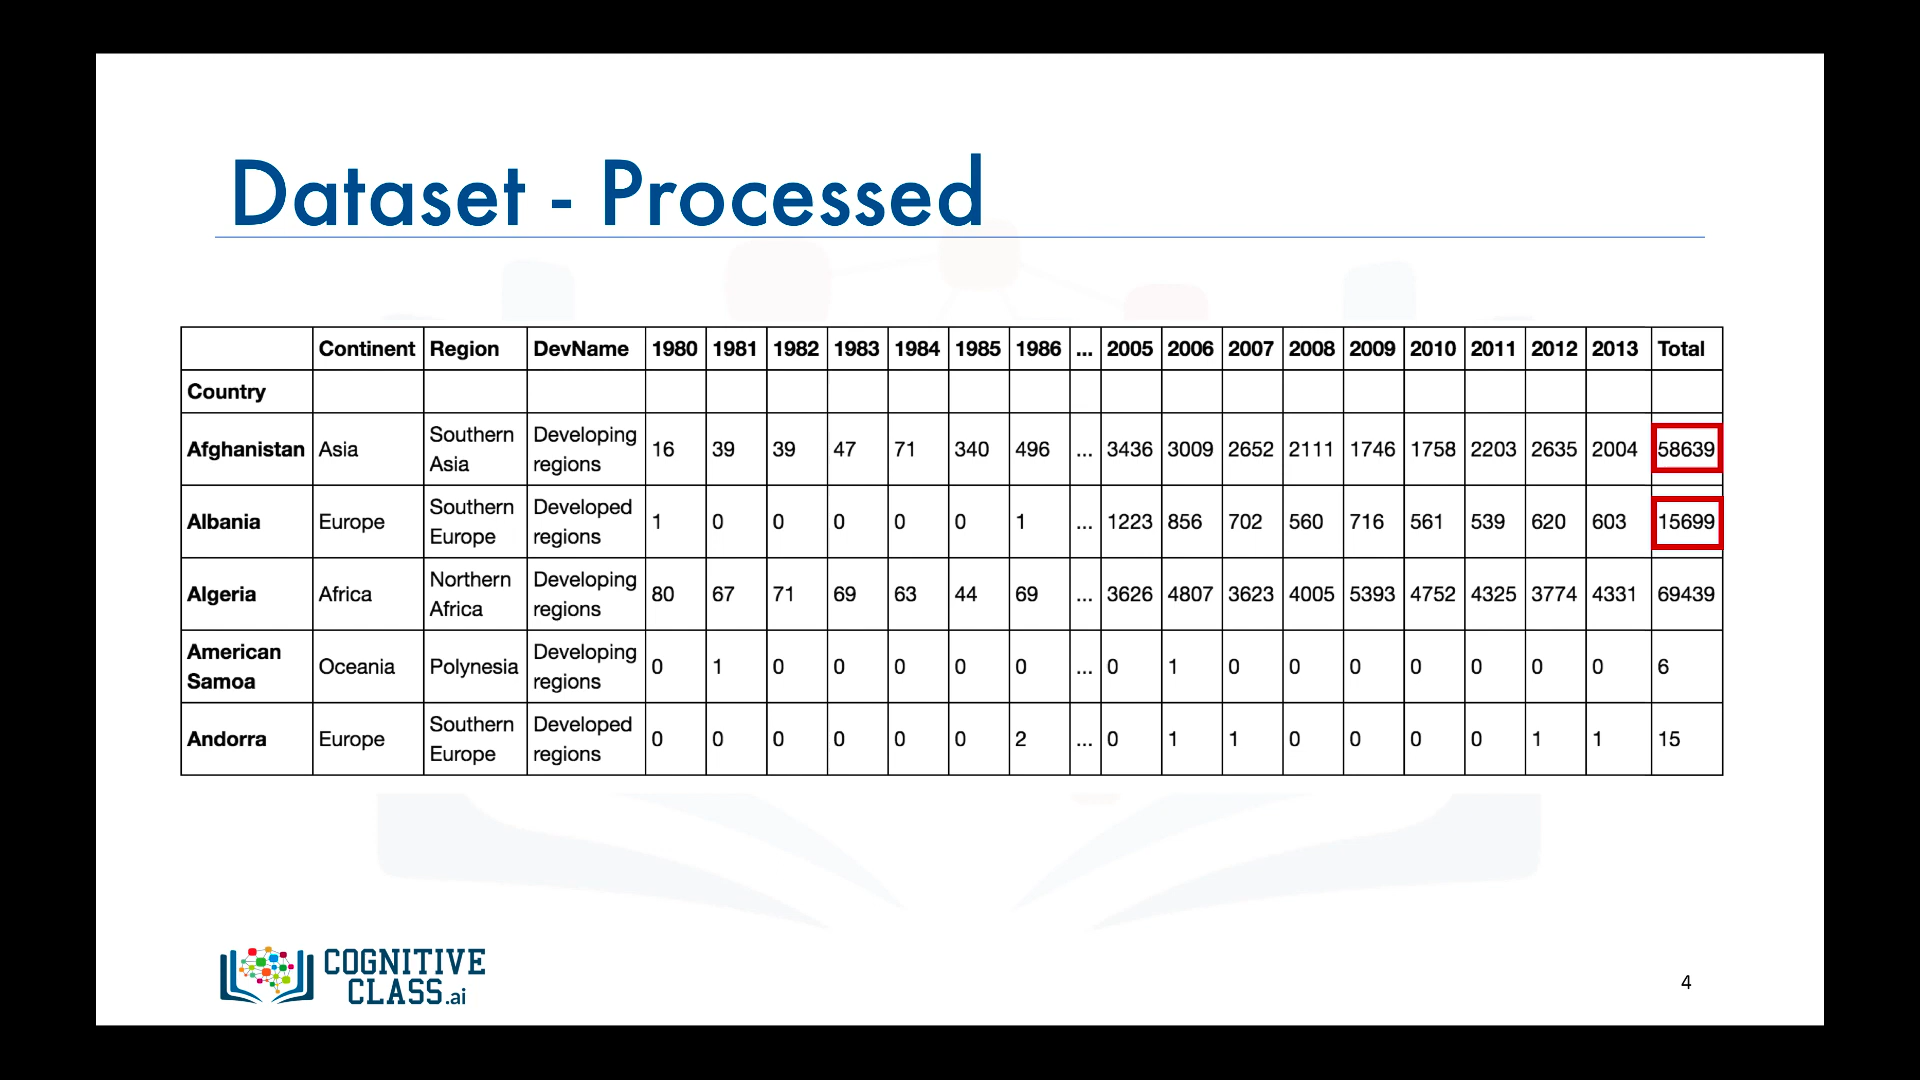 Dataset - Processed
Continent Region DevName 1980 1981 1982 1983 1984 1985 1986 ... 2005 2006 2007 2008 2009 2010 2011 2012 2013 Total
Country
Afghanistan Asia Southern Asia Developing regions 16 39 39 47 71 340 496 ... 3436 3009 2652 2111 1746 1758 2203 2635 2004 58639
Albania Europe Southern Europe Developed regions 1 0 0 0 0 0 1 ... 1223 856 702 560 716 561 539 620 603 15699
Algeria Africa Northern Africa Developing regions 80 67 71 69 63 44 69 ... 3626 4807 3623 4005 5393 4752 4325 3774 4331 69439
American Samoa Oceania Polynesia Developing regions 0 1 0 0 0 0 0 ... 0 1 0 0 0 0 0 0 0 6
Andorra Europe Southern Europe Developed regions 0 0 0 0 0 0 2 ... 0 1 1 0 0 0 0 1 1 15
COGNITIVE
CLASS.ai
4